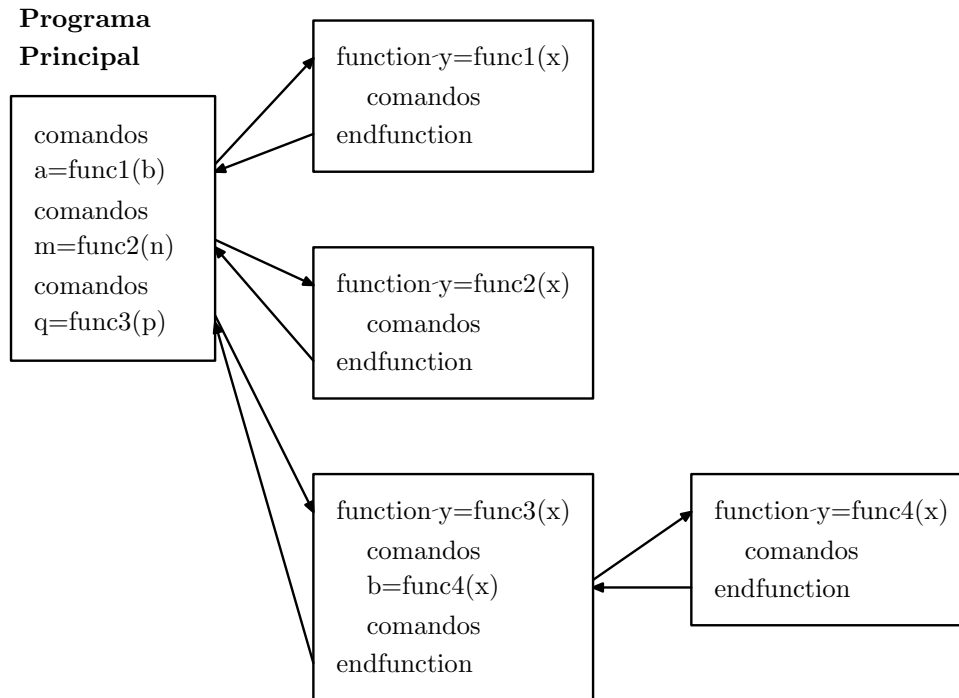 Programa
Principal
comandos
a=func1(b)
comandos
m=func2(n)
comandos
q=func3(p)
function y=func1(x)
comandos
endfunction
function y=func2(x)
comandos
endfunction
function y=func3(x)
comandos
b=func4(x)
comandos
endfunction
function y=func4(x)
comandos
endfunction